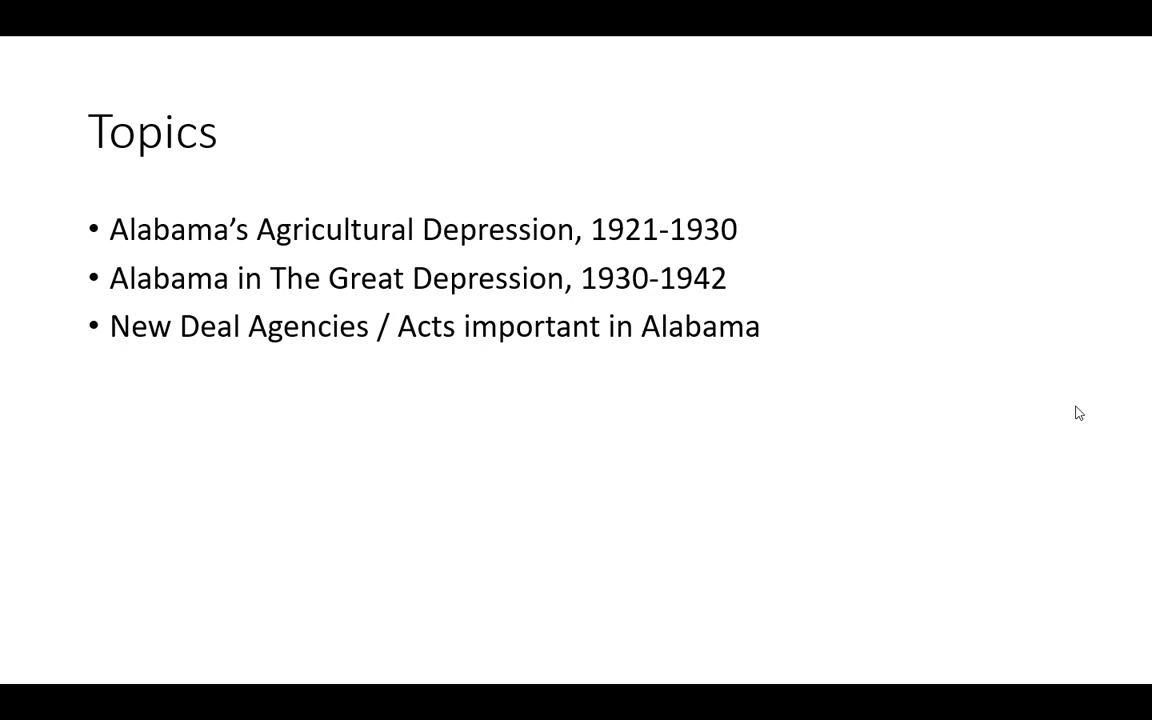 Topics
• Alabama’s Agricultural Depression, 1921-1930
• Alabama in The Great Depression, 1930-1942
• New Deal Agencies / Acts important in Alabama